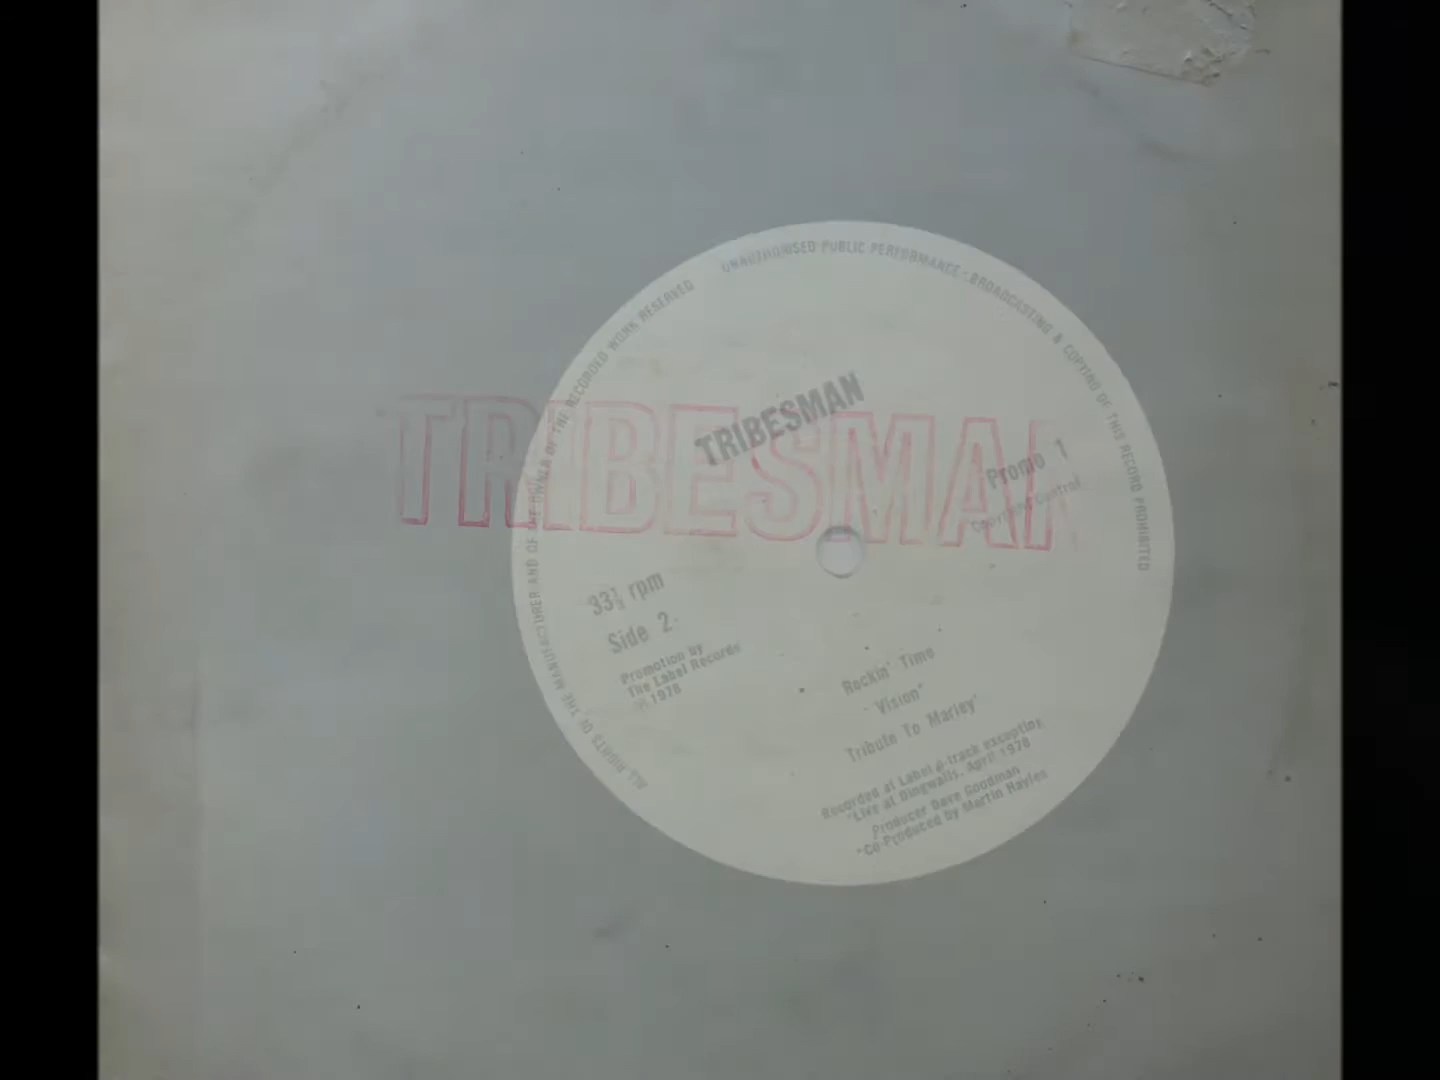 ALL RIGHTS OF THE MANUFACTURER AND OF THE OWNER OF THE RECORDED WORK RESERVED
UNAUTHORISED PUBLIC PERFORMANCE · BROADCASTING & COPYING OF THIS RECORD PROHIBITED
TRIBESMAN
TRIBESMAN
Promo 1
Copyright Control
33⅓ rpm
Side 2
Promotion by
The Label Records
℗ 1978
Rockin' Time
Vision*
Tribute To Marley*
Recorded at Label 8-track excepting
"Live at Dingwalls, April 1978
Producer Dave Goodman
*Co-Produced by Martin Hayles